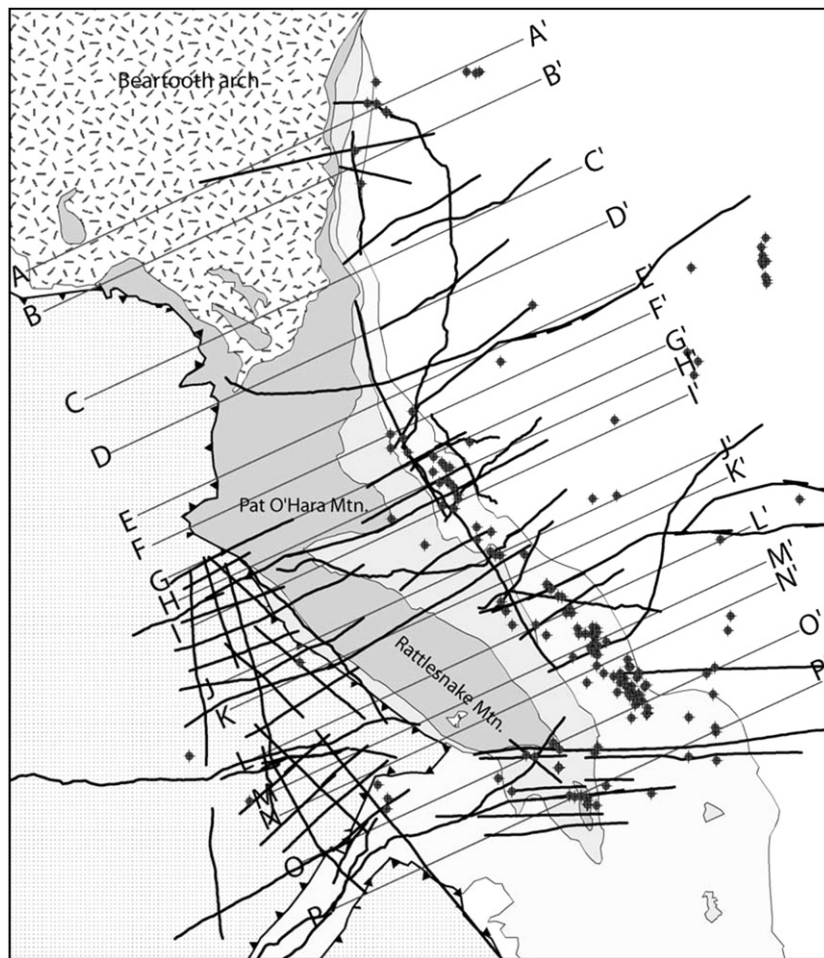 A'
Beartooth arch
B'
C'
D'
A
E'
B
F'
G'
H'
I'
C
D
J'
K'
E
Pat O'Hara Mtn.
L'
F
M'
G
N'
H
I
O'
Rattlesnake Mtn.
P'
J
K
L
M
N
O
P